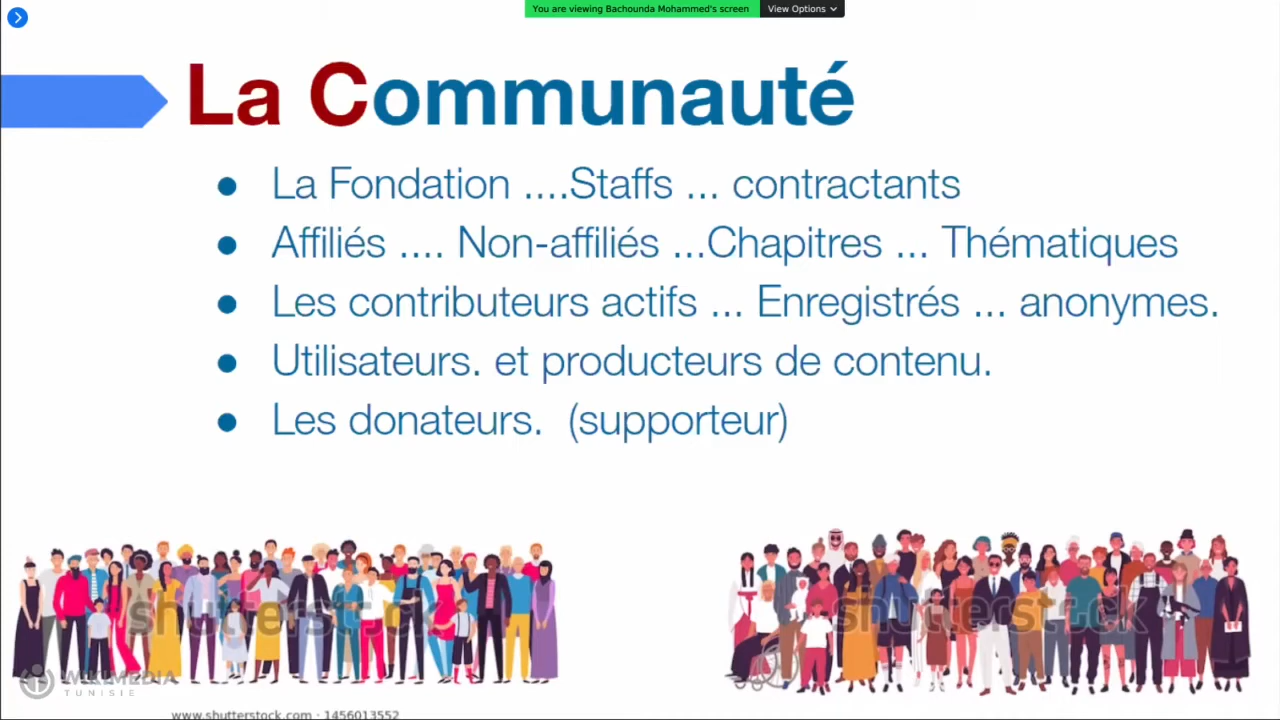 You are viewing Bachounda Mohammed's screen View Options
La Communauté
● La Fondation ....Staffs ... contractants
● Affiliés .... Non-affiliés ...Chapitres ... Thématiques
● Les contributeurs actifs ... Enregistrés ... anonymes.
● Utilisateurs. et producteurs de contenu.
● Les donateurs. (supporteur)
shutterstock shutterstock
WIKIMEDIA
TUNISIE
www.shutterstock.com · 1456013552